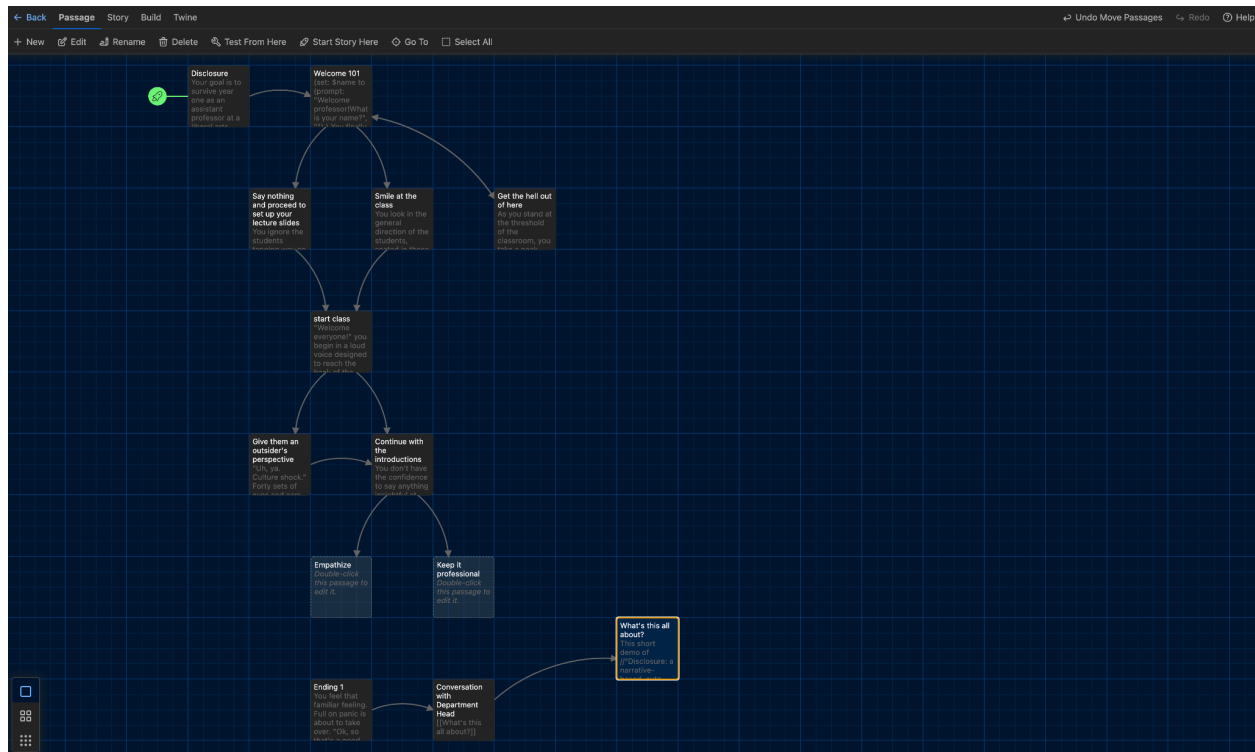 Back Passage Story Build Twine Undo Move Passages Redo Help
New Edit Rename Delete Test From Here Start Story Here Go To Select All
Disclosure
Your goal is to
survive year
one as an
assistant
professor at a
Welcome 101
(set: $name to
(prompt:
"Welcome
professor!What
is your name?",
Say nothing
and proceed to
set up your
lecture slides
You ignore the
students
Smile at the
class
You look in the
general
direction of the
students,
Get the hell out
of here
As you stand at
the threshold
of the
classroom, you
start class
"Welcome
everyone!" you
begin in a loud
voice designed
to reach the
Give them an
outsider's
perspective
"Uh, ya.
Culture shock."
Forty sets of
Continue with
the
introductions
You don't have
the confidence
to say anything
Empathize
Double-click
this passage to
edit it.
Keep it
professional
Double-click
this passage to
edit it.
What's this all
about?
This short
demo of
//"Disclosure: a
narrative-
Ending 1
You feel that
familiar feeling.
Full on panic is
about to take
over. "Ok, so
Conversation
with
Department
Head
[[What's this
all about?]]